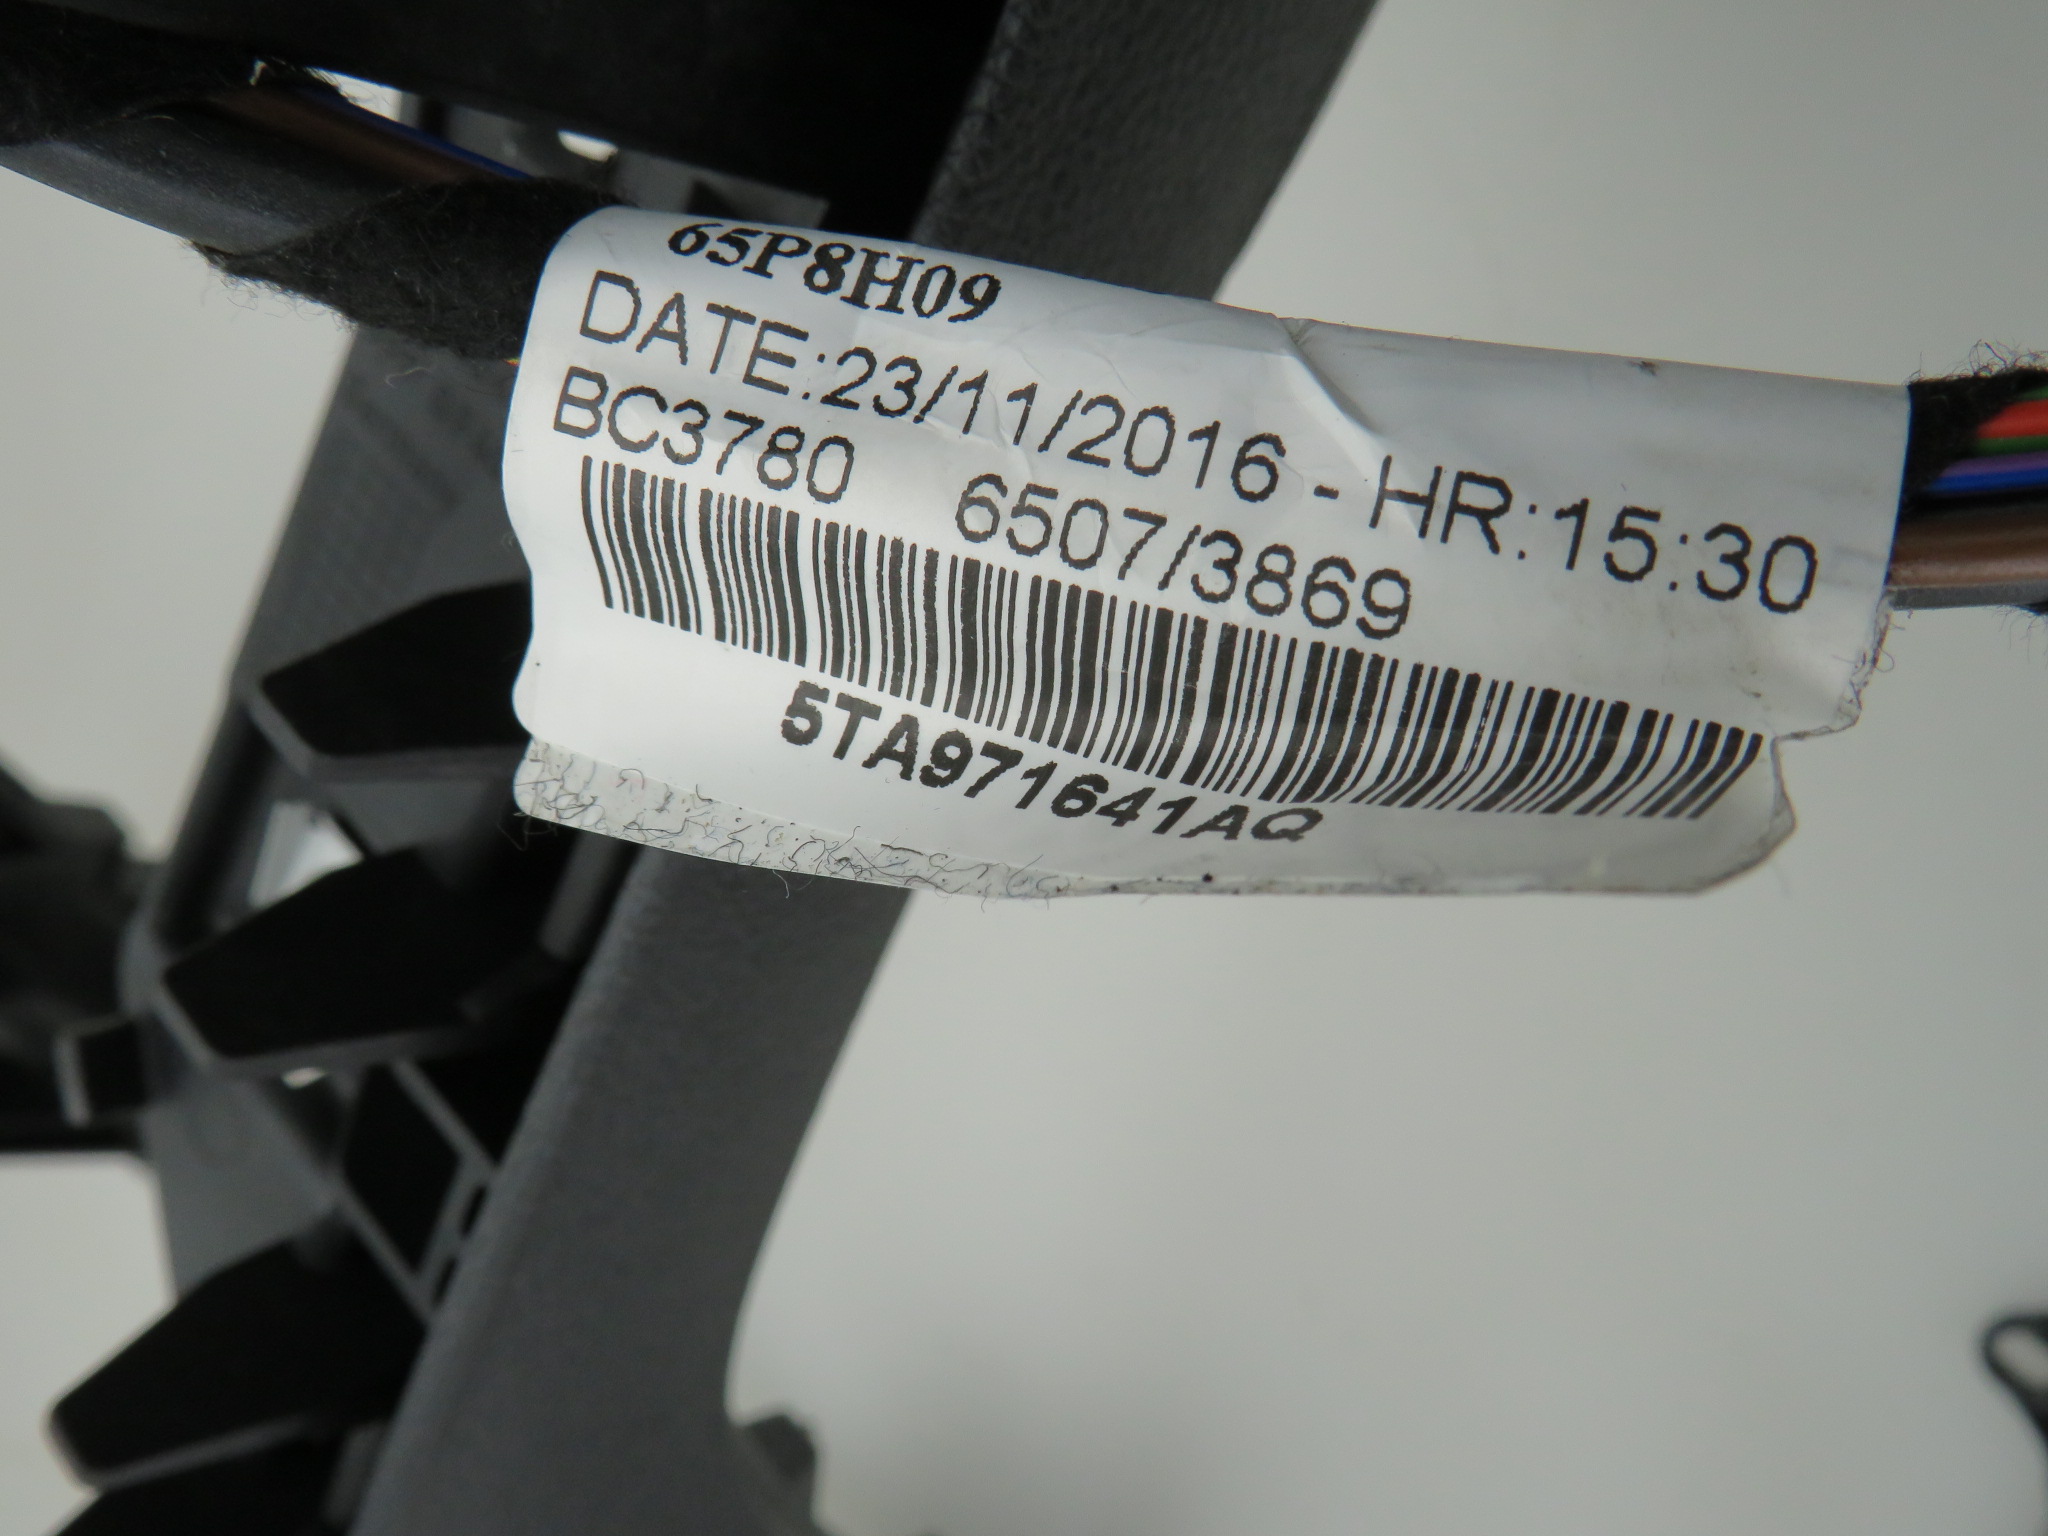 65P8H09
DATE:23/11/2016 - HR:15:30
BC3780 6507/3869
5TA971641AQ